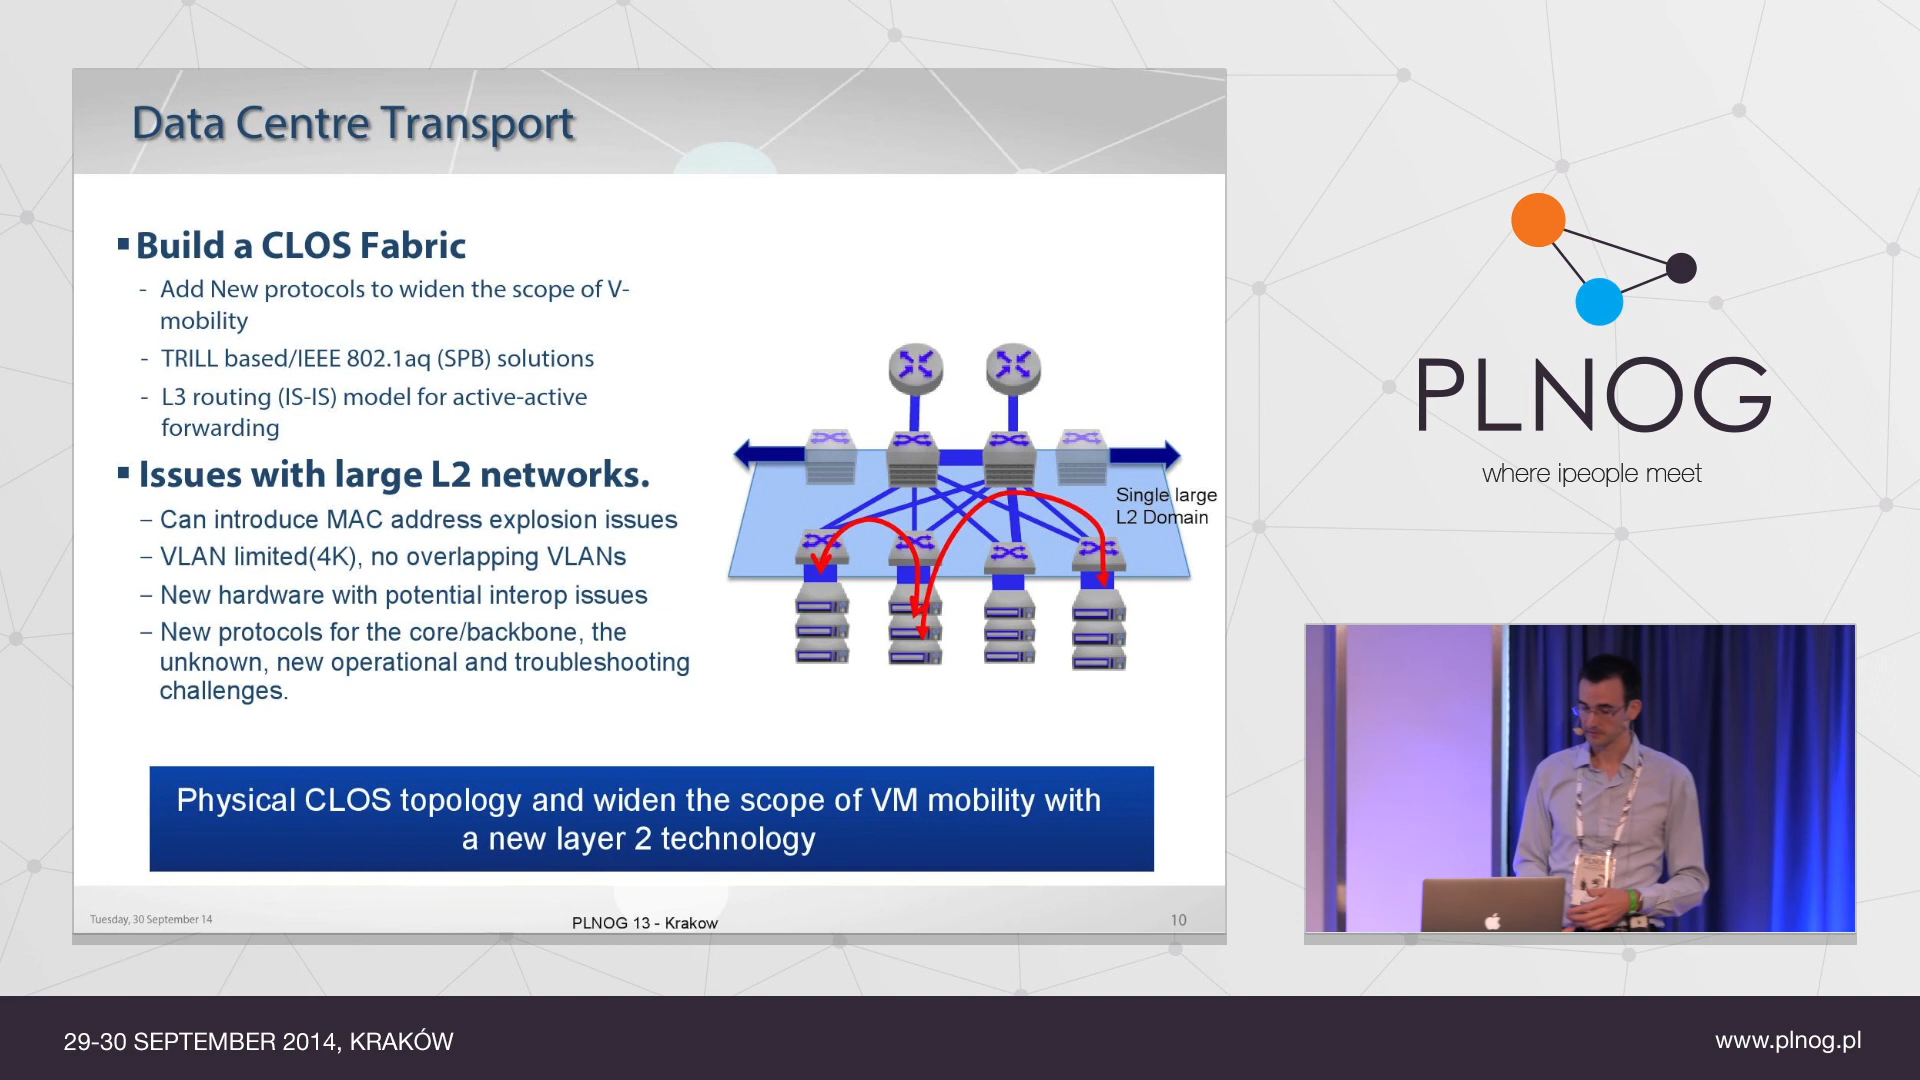 Data Centre Transport
▪ Build a CLOS Fabric
- Add New protocols to widen the scope of V-
mobility
- TRILL based/IEEE 802.1aq (SPB) solutions
- L3 routing (IS-IS) model for active-active
forwarding
▪ Issues with large L2 networks.
– Can introduce MAC address explosion issues
– VLAN limited(4K), no overlapping VLANs
– New hardware with potential interop issues
– New protocols for the core/backbone, the
unknown, new operational and troubleshooting
challenges.
Single large
L2 Domain
Physical CLOS topology and widen the scope of VM mobility with
a new layer 2 technology
Tuesday, 30 September 14
PLNOG 13 - Krakow
10
PLNOG
where ipeople meet
29-30 SEPTEMBER 2014, KRAKÓW
www.plnog.pl